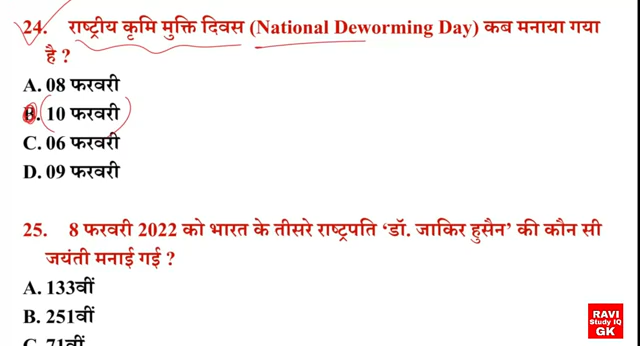 24. राष्ट्रीय कृमि मुक्ति दिवस (National Deworming Day) कब मनाया गया
है ?
A. 08 फरवरी
B. 10 फरवरी
C. 06 फरवरी
D. 09 फरवरी
25. 8 फरवरी 2022 को भारत के तीसरे राष्ट्रपति ‘डॉ. जाकिर हुसैन’ की कौन सी
जयंती मनाई गई ?
A. 133वीं
B. 251वीं
C. 71वीं
RAVI
Study IQ
GK